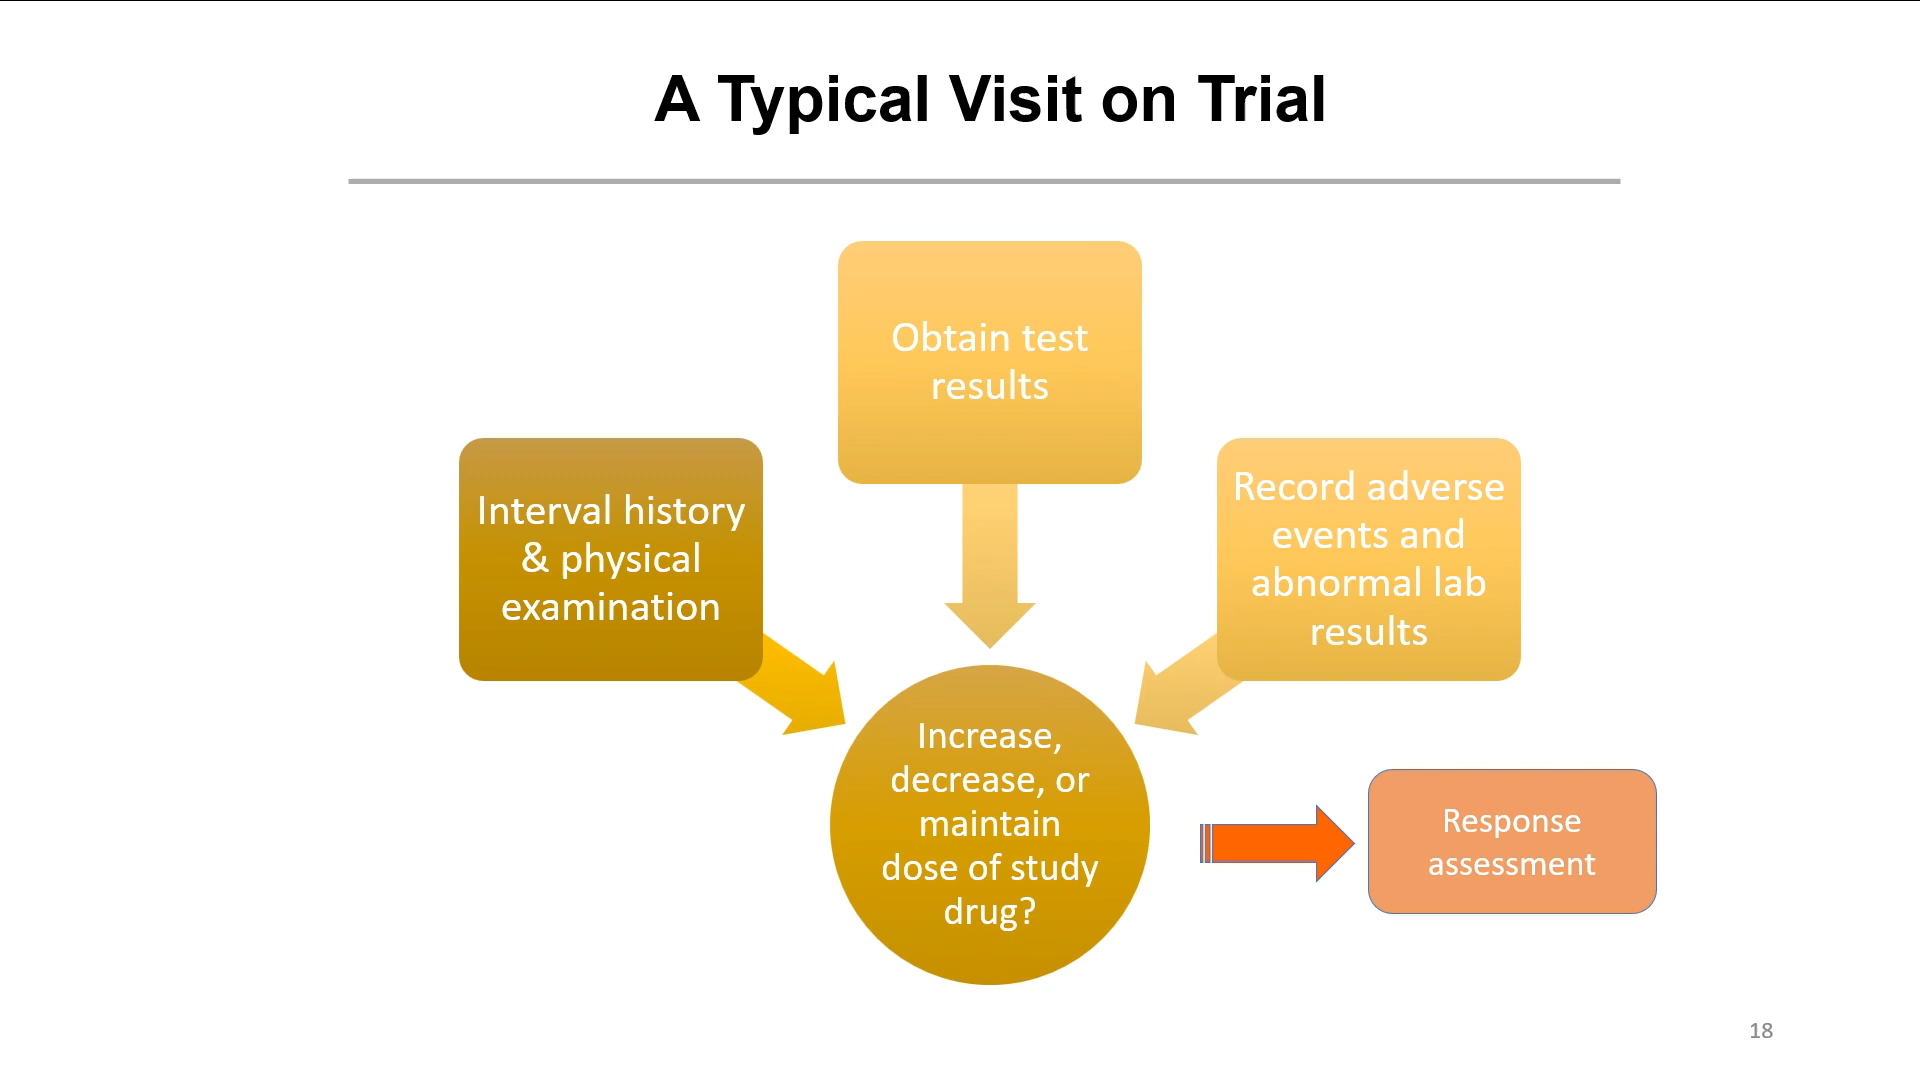 A Typical Visit on Trial
Obtain test
results
Interval history
& physical
examination
Record adverse
events and
abnormal lab
results
Increase,
decrease, or
maintain
dose of study
drug?
Response
assessment
18